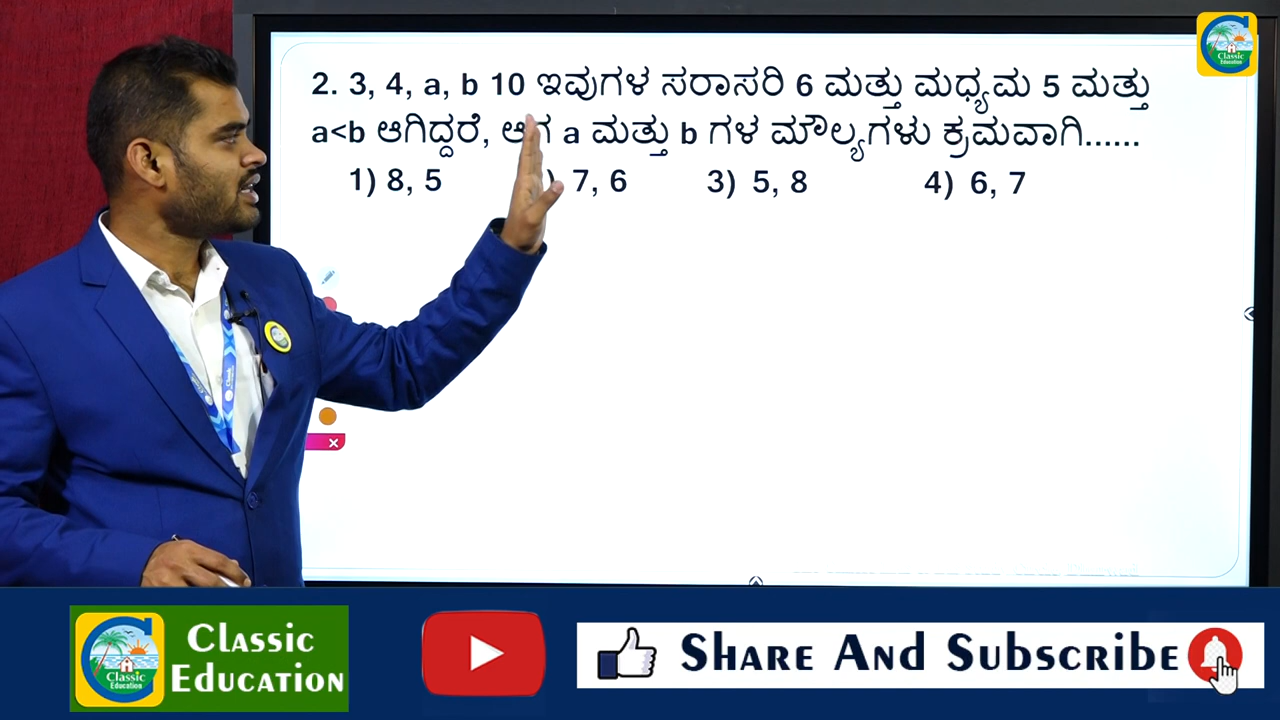 2. 3, 4, a, b 10 ಇವುಗಳ ಸರಾಸರಿ 6 ಮತ್ತು ಮಧ್ಯಮ 5 ಮತ್ತು
a<b ಆಗಿದ್ದರೆ, ಆಗ a ಮತ್ತು b ಗಳ ಮೌಲ್ಯಗಳು ಕ್ರಮವಾಗಿ......
1) 8, 5 ) 7, 6 3) 5, 8 4) 6, 7
Classic
Education
Classic
Education
Classic
Education
Share And Subscribe